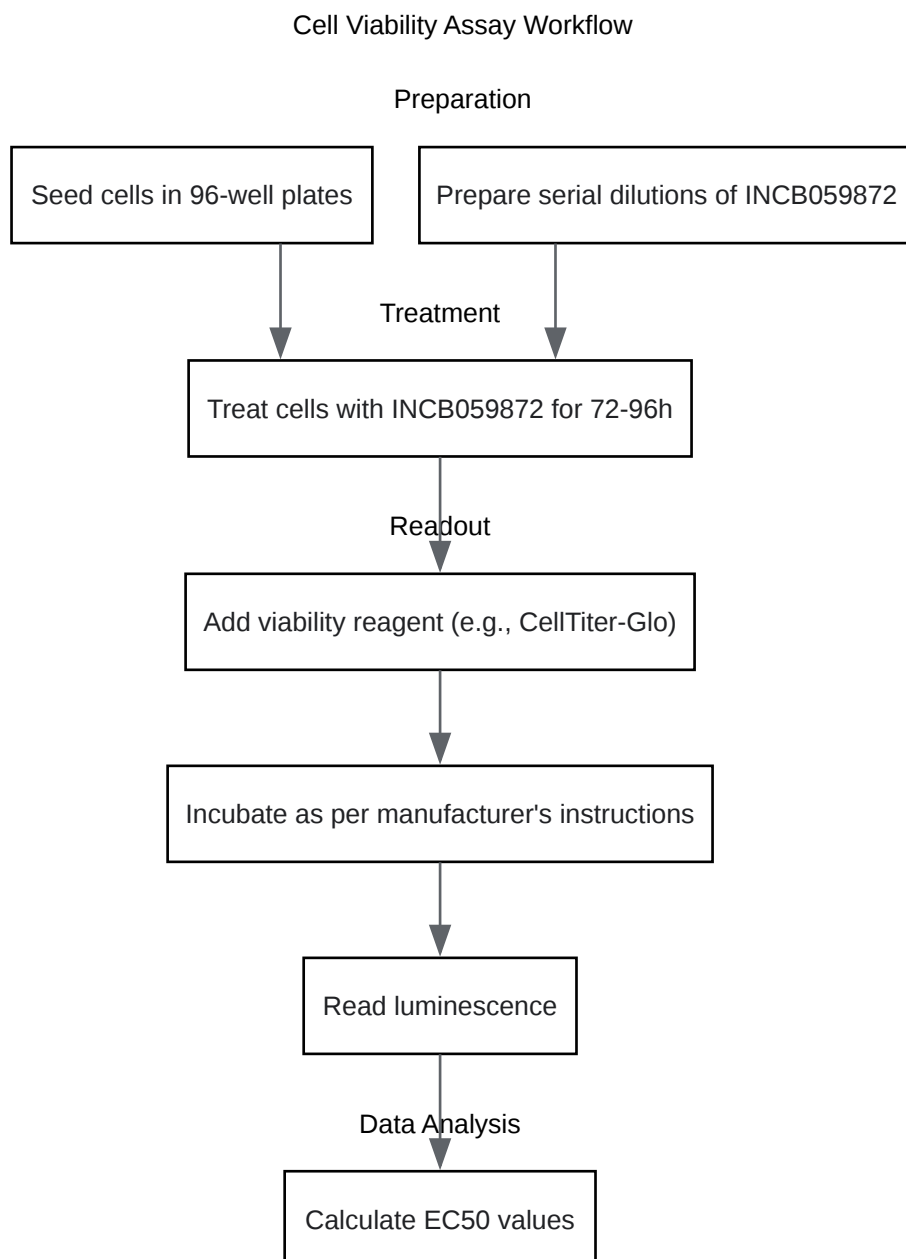 Cell Viability Assay Workflow
Preparation
Seed cells in 96-well plates
Prepare serial dilutions of INCB059872
Treatment
Treat cells with INCB059872 for 72-96h
Readout
Add viability reagent (e.g., CellTiter-Glo)
Incubate as per manufacturer's instructions
Read luminescence
Data Analysis
Calculate EC50 values